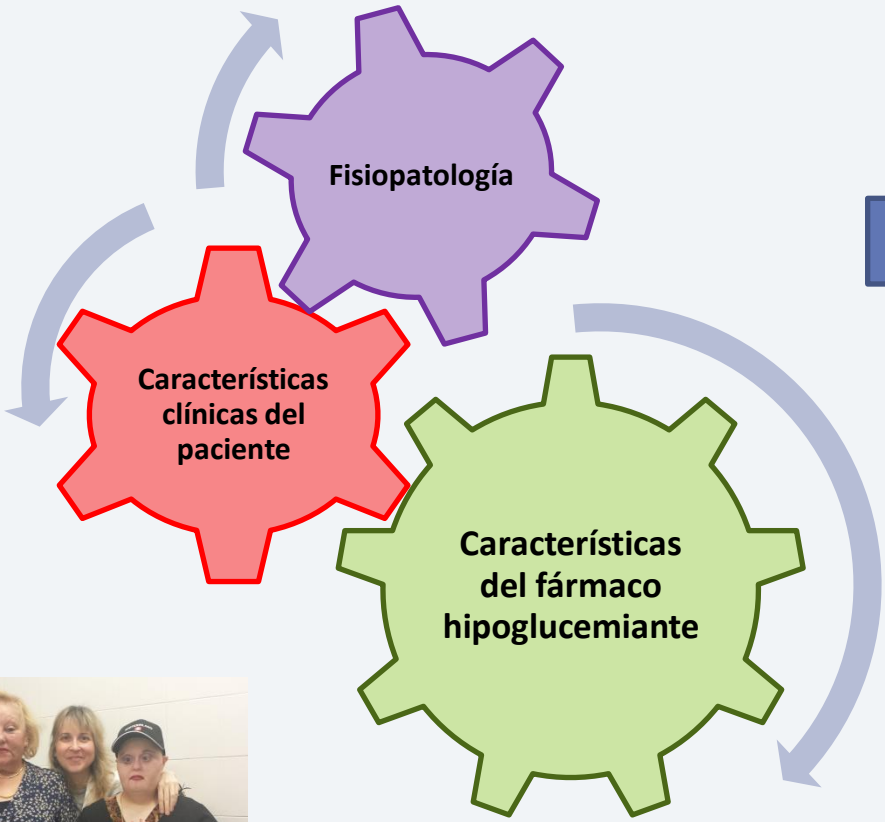 Fisiopatología
Características
clínicas del
paciente
Características
del fármaco
hipoglucemiante